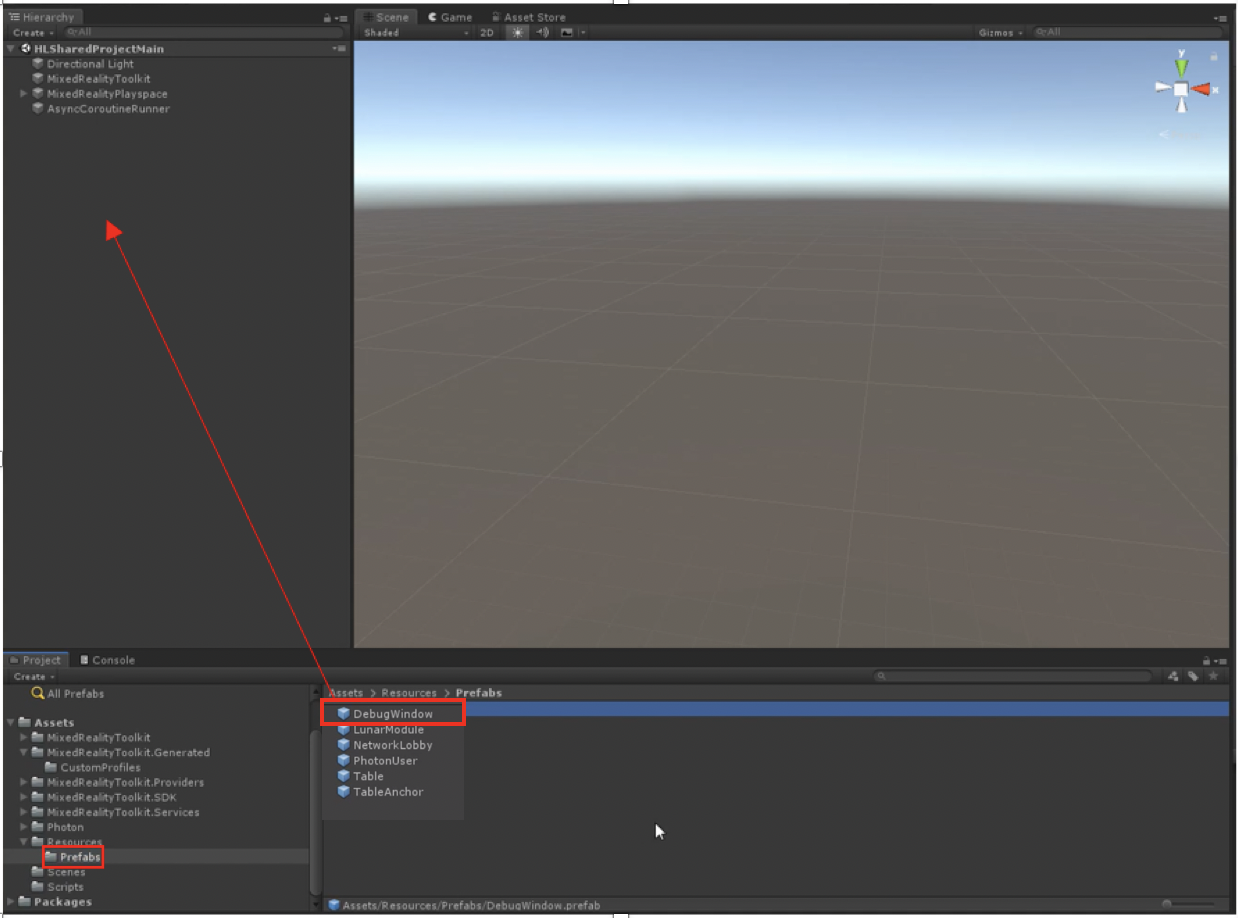 Hierarchy
Create All
HLSharedProjectMain
Directional Light
MixedRealityToolkit
MixedRealityPlayspace
AsyncCoroutineRunner
Scene Game Asset Store
Shaded 2D Gizmos All
y
x
Project Console
Create
All Prefabs
Assets
MixedRealityToolkit
MixedRealityToolkit.Generated
CustomProfiles
MixedRealityToolkit.Providers
MixedRealityToolkit.SDK
MixedRealityToolkit.Services
Photon
Resources
Prefabs
Scenes
Scripts
Packages
Assets > Resources > Prefabs
DebugWindow
LunarModule
NetworkLobby
PhotonUser
Table
TableAnchor
Assets/Resources/Prefabs/DebugWindow.prefab